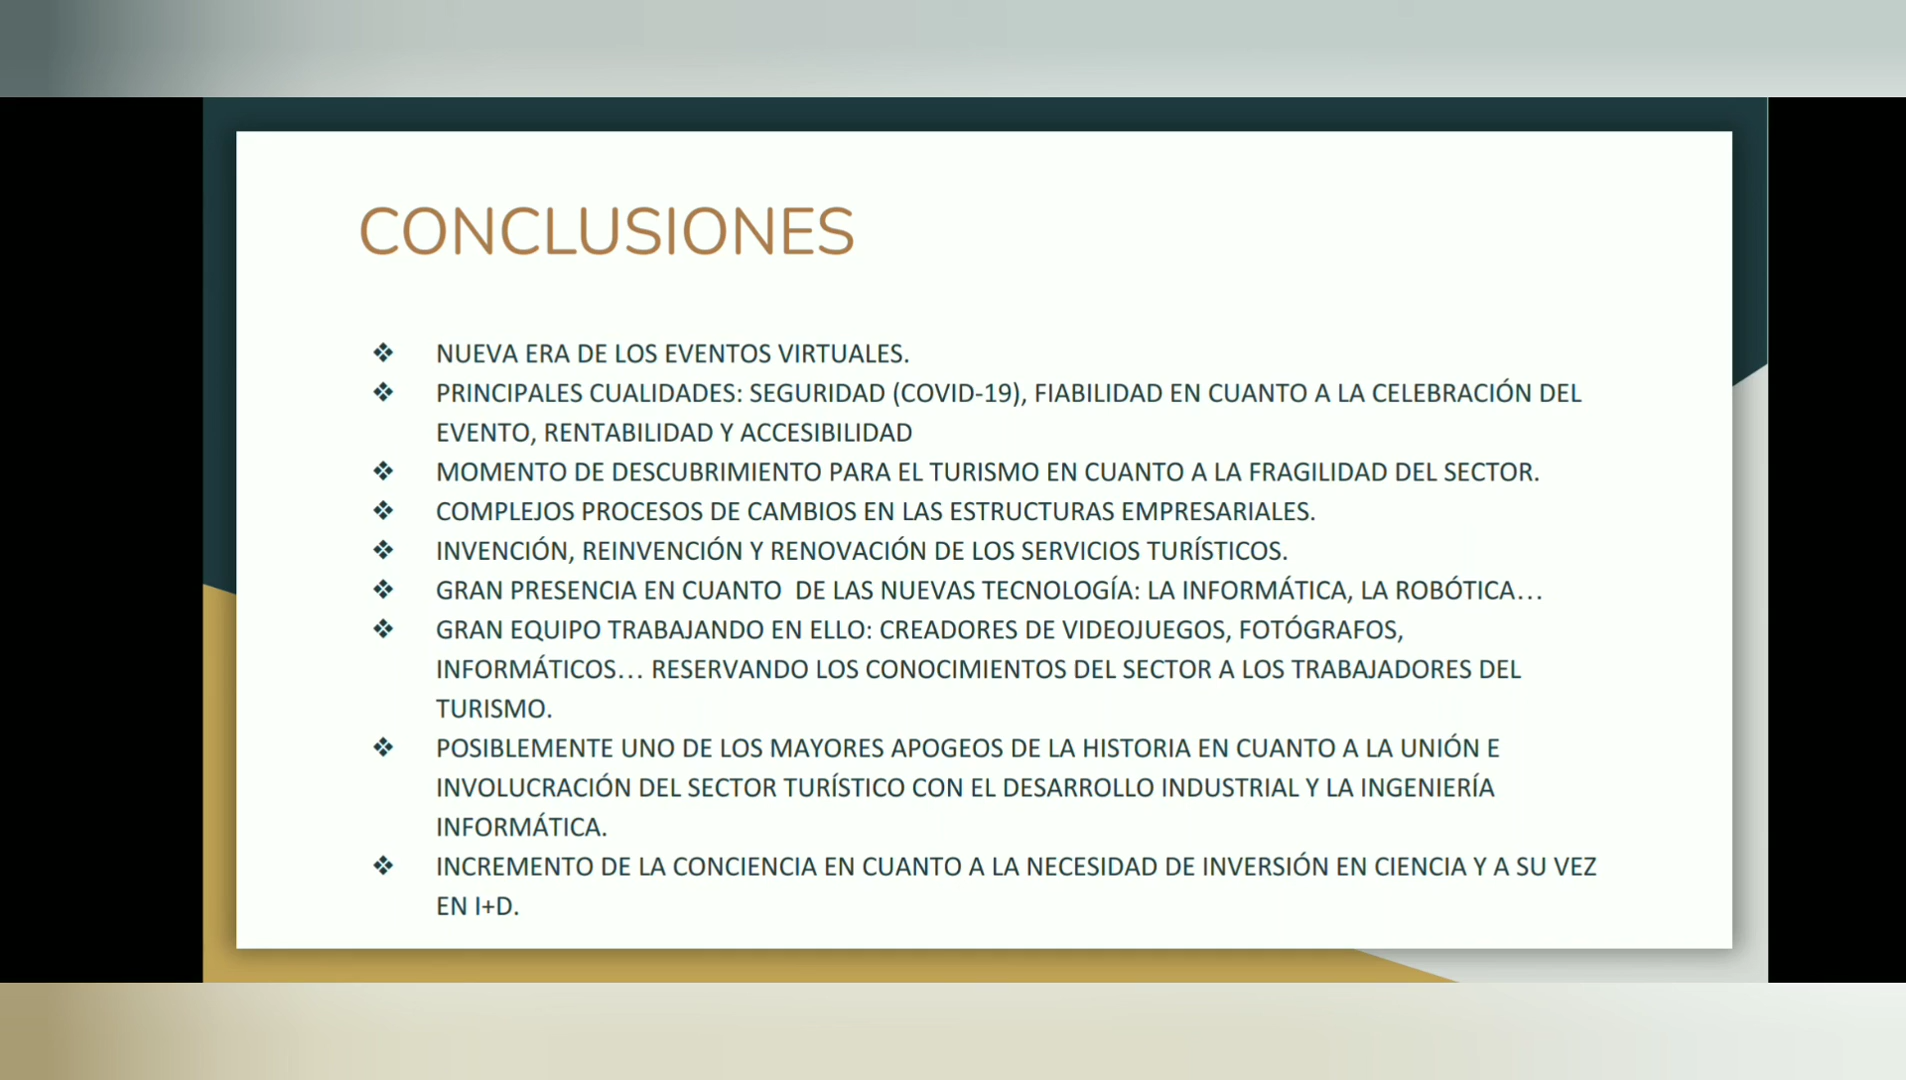 CONCLUSIONES
❖ NUEVA ERA DE LOS EVENTOS VIRTUALES.
❖ PRINCIPALES CUALIDADES: SEGURIDAD (COVID-19), FIABILIDAD EN CUANTO A LA CELEBRACIÓN DEL
EVENTO, RENTABILIDAD Y ACCESIBILIDAD
❖ MOMENTO DE DESCUBRIMIENTO PARA EL TURISMO EN CUANTO A LA FRAGILIDAD DEL SECTOR.
❖ COMPLEJOS PROCESOS DE CAMBIOS EN LAS ESTRUCTURAS EMPRESARIALES.
❖ INVENCIÓN, REINVENCIÓN Y RENOVACIÓN DE LOS SERVICIOS TURÍSTICOS.
❖ GRAN PRESENCIA EN CUANTO  DE LAS NUEVAS TECNOLOGÍA: LA INFORMÁTICA, LA ROBÓTICA…
❖ GRAN EQUIPO TRABAJANDO EN ELLO: CREADORES DE VIDEOJUEGOS, FOTÓGRAFOS,
INFORMÁTICOS… RESERVANDO LOS CONOCIMIENTOS DEL SECTOR A LOS TRABAJADORES DEL
TURISMO.
❖ POSIBLEMENTE UNO DE LOS MAYORES APOGEOS DE LA HISTORIA EN CUANTO A LA UNIÓN E
INVOLUCRACIÓN DEL SECTOR TURÍSTICO CON EL DESARROLLO INDUSTRIAL Y LA INGENIERÍA
INFORMÁTICA.
❖ INCREMENTO DE LA CONCIENCIA EN CUANTO A LA NECESIDAD DE INVERSIÓN EN CIENCIA Y A SU VEZ
EN I+D.